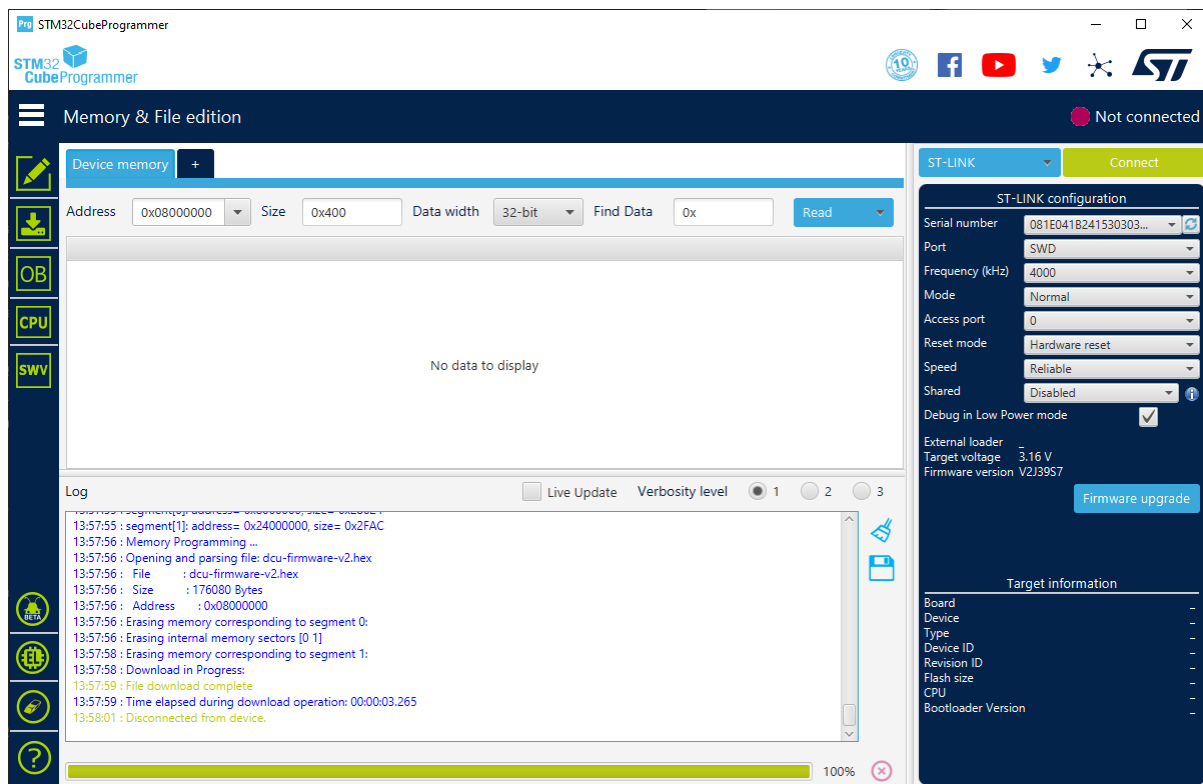 Prg STM32CubeProgrammer
STM32
CubeProgrammer
10
Memory & File edition
Not connected
Device memory
+
ST-LINK
Connect
Address 0x08000000 Size 0x400 Data width 32-bit Find Data 0x Read
ST-LINK configuration
Serial number 081E041B241530303...
Port SWD
Frequency (kHz) 4000
Mode Normal
Access port 0
Reset mode Hardware reset
Speed Reliable
Shared Disabled
Debug in Low Power mode
External loader _
Target voltage 3.16 V
Firmware version V2J39S7
Firmware upgrade
OB
CPU
SWV
No data to display
Log Live Update Verbosity level 1 2 3
13:57:55 : segment[1]: address= 0x24000000, size= 0x2FAC
13:57:56 : Memory Programming ...
13:57:56 : Opening and parsing file: dcu-firmware-v2.hex
13:57:56 : File : dcu-firmware-v2.hex
13:57:56 : Size : 176080 Bytes
13:57:56 : Address : 0x08000000
13:57:56 : Erasing memory corresponding to segment 0:
13:57:56 : Erasing internal memory sectors [0 1]
13:57:58 : Erasing memory corresponding to segment 1:
13:57:58 : Download in Progress:
13:57:59 : File download complete
13:57:59 : Time elapsed during download operation: 00:00:03.265
13:58:01 : Disconnected from device.
100%
BETA
?
Target information
Board _
Device _
Type _
Device ID _
Revision ID _
Flash size _
CPU _
Bootloader Version _